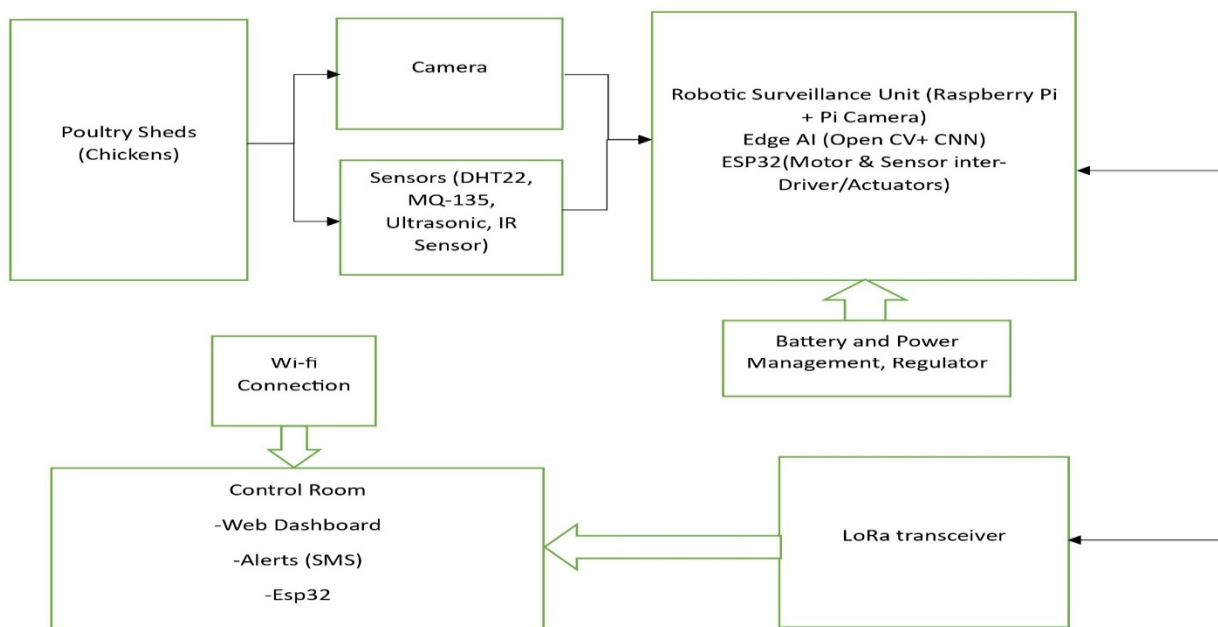 Poultry Sheds
(Chickens)
Camera
Sensors (DHT22,
MQ-135,
Ultrasonic, IR
Sensor)
Robotic Surveillance Unit (Raspberry Pi
+ Pi Camera)
Edge AI (Open CV+ CNN)
ESP32(Motor & Sensor inter-
Driver/Actuators)
Battery and Power
Management, Regulator
Wi-fi
Connection
Control Room
-Web Dashboard
-Alerts (SMS)
-Esp32
LoRa transceiver